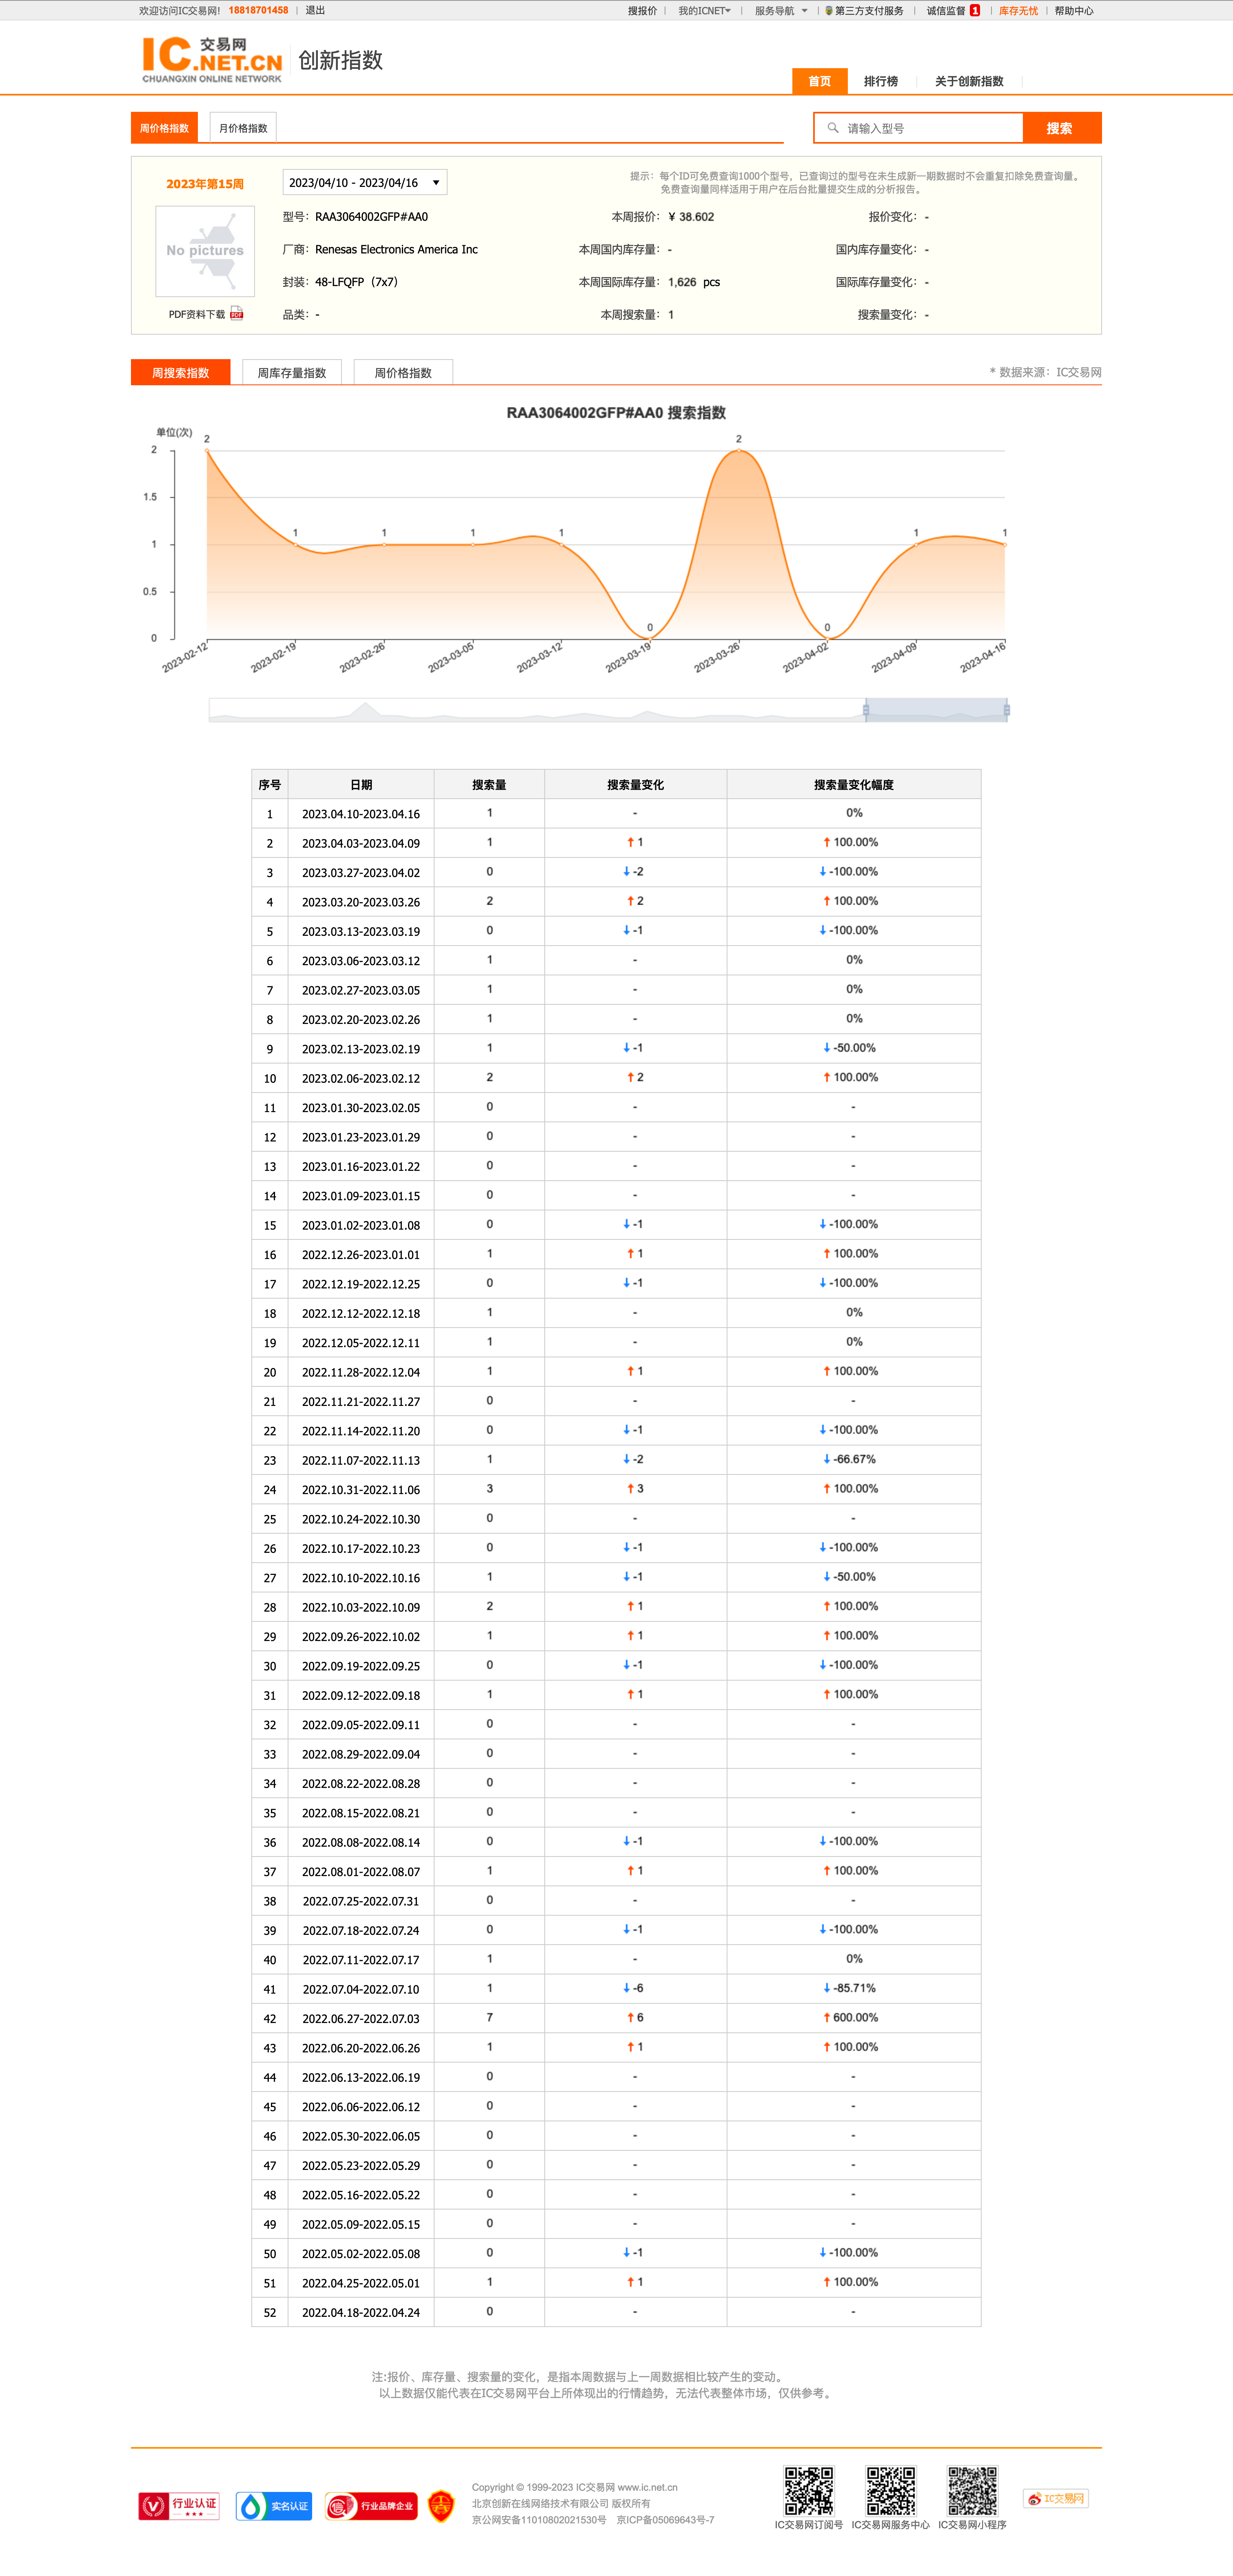 欢迎访问IC交易网! 18818701458 | 退出 搜报价 | 我的ICNET | 服务导航 | 第三方支付服务 | 诚信监督 1 | 库存无忧 | 帮助中心
IC 交易网
.NET.CN
CHUANGXIN ONLINE NETWORK
创新指数
首页 排行榜 关于创新指数
周价格指数 月价格指数 请输入型号 搜索
2023年第15周 2023/04/10 - 2023/04/16 ▼ 提示：每个ID可免费查询1000个型号，已查询过的型号在未生成新一期数据时不会重复扣除免费查询量。
免费查询量同样适用于用户在后台批量提交生成的分析报告。
No pictures
PDF资料下载 PDF
型号：RAA3064002GFP#AA0 本周报价：¥ 38.602 报价变化：-
厂商：Renesas Electronics America Inc 本周国内库存量：- 国内库存量变化：-
封装：48-LFQFP（7x7） 本周国际库存量：1,626 pcs 国际库存量变化：-
品类：- 本周搜索量：1 搜索量变化：-
周搜索指数 周库存量指数 周价格指数 * 数据来源：IC交易网
RAA3064002GFP#AA0 搜索指数
单位(次)
2
1.5
1
0.5
0
2 1 1 1 1 0 2 0 1 1
2023-02-12 2023-02-19 2023-02-26 2023-03-05 2023-03-12 2023-03-19 2023-03-26 2023-04-02 2023-04-09 2023-04-16
序号 日期 搜索量 搜索量变化 搜索量变化幅度
1 2023.04.10-2023.04.16 1 - 0%
2 2023.04.03-2023.04.09 1 ↑ 1 ↑ 100.00%
3 2023.03.27-2023.04.02 0 ↓ -2 ↓ -100.00%
4 2023.03.20-2023.03.26 2 ↑ 2 ↑ 100.00%
5 2023.03.13-2023.03.19 0 ↓ -1 ↓ -100.00%
6 2023.03.06-2023.03.12 1 - 0%
7 2023.02.27-2023.03.05 1 - 0%
8 2023.02.20-2023.02.26 1 - 0%
9 2023.02.13-2023.02.19 1 ↓ -1 ↓ -50.00%
10 2023.02.06-2023.02.12 2 ↑ 2 ↑ 100.00%
11 2023.01.30-2023.02.05 0 - -
12 2023.01.23-2023.01.29 0 - -
13 2023.01.16-2023.01.22 0 - -
14 2023.01.09-2023.01.15 0 - -
15 2023.01.02-2023.01.08 0 ↓ -1 ↓ -100.00%
16 2022.12.26-2023.01.01 1 ↑ 1 ↑ 100.00%
17 2022.12.19-2022.12.25 0 ↓ -1 ↓ -100.00%
18 2022.12.12-2022.12.18 1 - 0%
19 2022.12.05-2022.12.11 1 - 0%
20 2022.11.28-2022.12.04 1 ↑ 1 ↑ 100.00%
21 2022.11.21-2022.11.27 0 - -
22 2022.11.14-2022.11.20 0 ↓ -1 ↓ -100.00%
23 2022.11.07-2022.11.13 1 ↓ -2 ↓ -66.67%
24 2022.10.31-2022.11.06 3 ↑ 3 ↑ 100.00%
25 2022.10.24-2022.10.30 0 - -
26 2022.10.17-2022.10.23 0 ↓ -1 ↓ -100.00%
27 2022.10.10-2022.10.16 1 ↓ -1 ↓ -50.00%
28 2022.10.03-2022.10.09 2 ↑ 1 ↑ 100.00%
29 2022.09.26-2022.10.02 1 ↑ 1 ↑ 100.00%
30 2022.09.19-2022.09.25 0 ↓ -1 ↓ -100.00%
31 2022.09.12-2022.09.18 1 ↑ 1 ↑ 100.00%
32 2022.09.05-2022.09.11 0 - -
33 2022.08.29-2022.09.04 0 - -
34 2022.08.22-2022.08.28 0 - -
35 2022.08.15-2022.08.21 0 - -
36 2022.08.08-2022.08.14 0 ↓ -1 ↓ -100.00%
37 2022.08.01-2022.08.07 1 ↑ 1 ↑ 100.00%
38 2022.07.25-2022.07.31 0 - -
39 2022.07.18-2022.07.24 0 ↓ -1 ↓ -100.00%
40 2022.07.11-2022.07.17 1 - 0%
41 2022.07.04-2022.07.10 1 ↓ -6 ↓ -85.71%
42 2022.06.27-2022.07.03 7 ↑ 6 ↑ 600.00%
43 2022.06.20-2022.06.26 1 ↑ 1 ↑ 100.00%
44 2022.06.13-2022.06.19 0 - -
45 2022.06.06-2022.06.12 0 - -
46 2022.05.30-2022.06.05 0 - -
47 2022.05.23-2022.05.29 0 - -
48 2022.05.16-2022.05.22 0 - -
49 2022.05.09-2022.05.15 0 - -
50 2022.05.02-2022.05.08 0 ↓ -1 ↓ -100.00%
51 2022.04.25-2022.05.01 1 ↑ 1 ↑ 100.00%
52 2022.04.18-2022.04.24 0 - -
注:报价、库存量、搜索量的变化，是指本周数据与上一周数据相比较产生的变动。
以上数据仅能代表在IC交易网平台上所体现出的行情趋势，无法代表整体市场，仅供参考。
行业认证 实名认证 信 行业品牌企业
Copyright © 1999-2023 IC交易网 www.ic.net.cn
北京创新在线网络技术有限公司 版权所有
京公网安备11010802021530号 京ICP备05069643号-7
IC交易网订阅号 IC交易网服务中心 IC交易网小程序
IC交易网